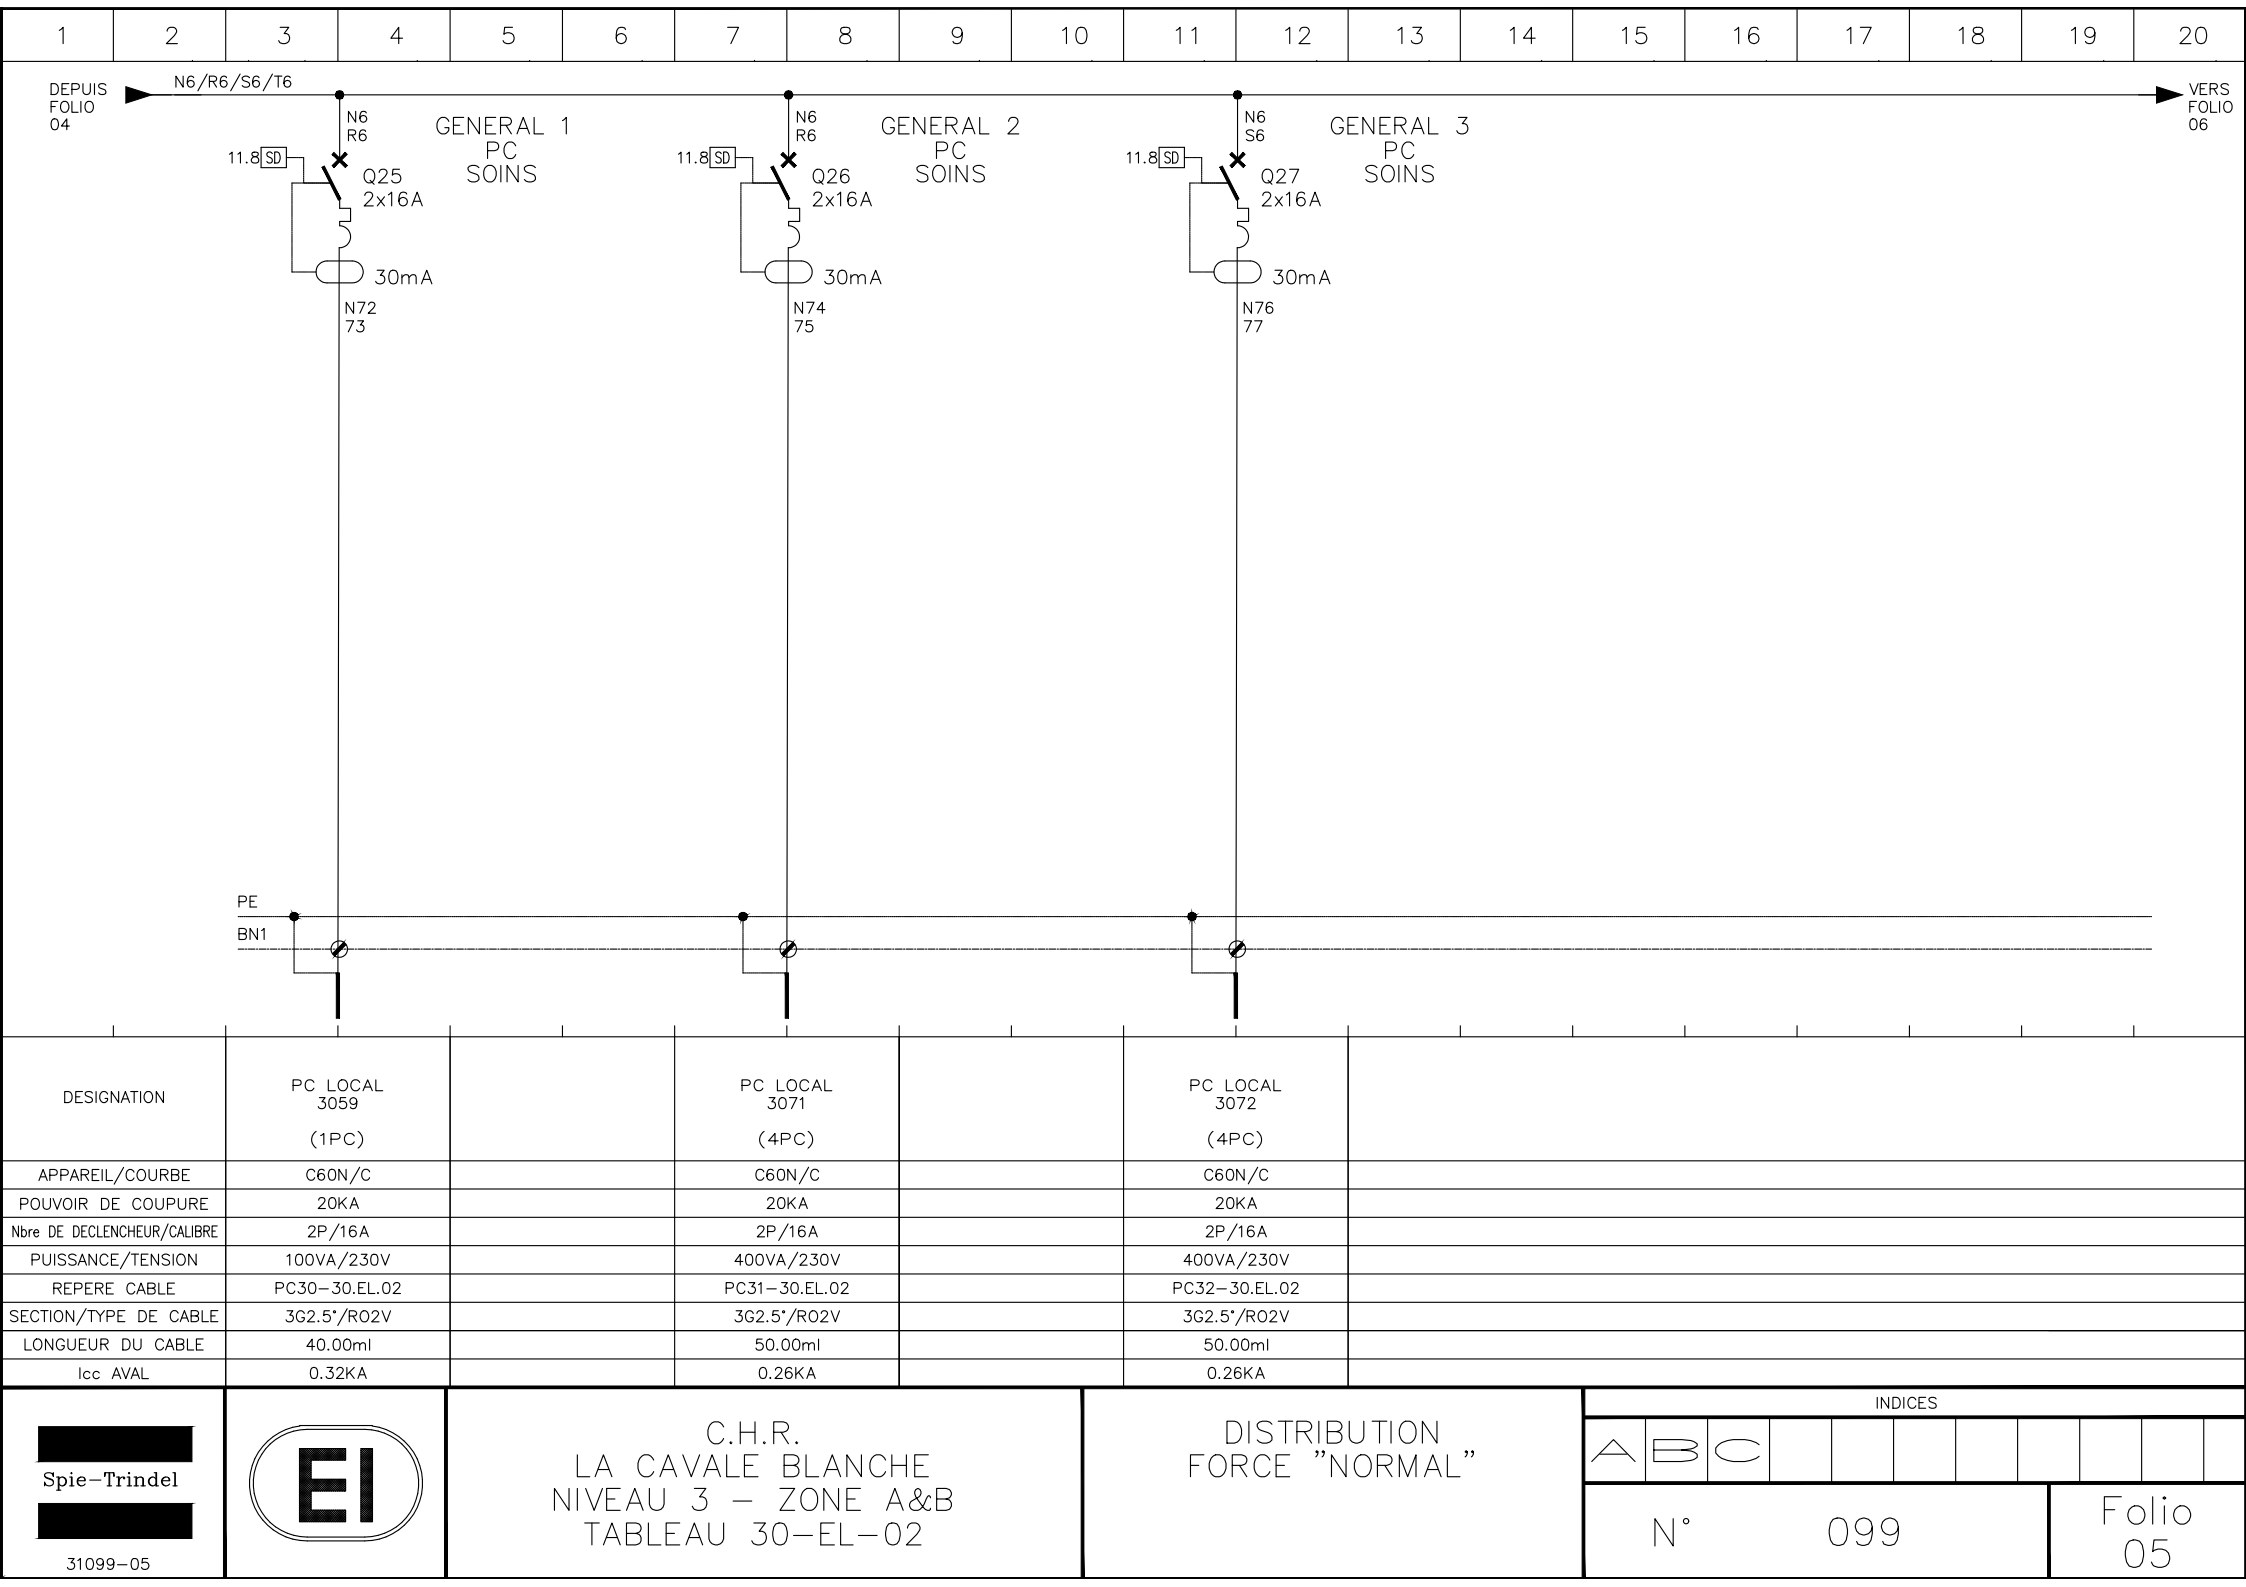 1 2 3 4 5 6 7 8 9 10 11 12 13 14 15 16 17 18 19 20
DEPUIS
FOLIO
04
N6/R6/S6/T6
VERS
FOLIO
06
N6
R6
11.8 SD
Q25
2x16A
30mA
N72
73
GENERAL 1
PC
SOINS
N6
R6
11.8 SD
Q26
2x16A
30mA
N74
75
GENERAL 2
PC
SOINS
N6
S6
11.8 SD
Q27
2x16A
30mA
N76
77
GENERAL 3
PC
SOINS
PE
BN1
DESIGNATION
PC LOCAL
3059
(1PC)
PC LOCAL
3071
(4PC)
PC LOCAL
3072
(4PC)
APPAREIL/COURBE C60N/C C60N/C C60N/C
POUVOIR DE COUPURE 20KA 20KA 20KA
Nbre DE DECLENCHEUR/CALIBRE 2P/16A 2P/16A 2P/16A
PUISSANCE/TENSION 100VA/230V 400VA/230V 400VA/230V
REPERE CABLE PC30-30.EL.02 PC31-30.EL.02 PC32-30.EL.02
SECTION/TYPE DE CABLE 3G2.5°/RO2V 3G2.5°/RO2V 3G2.5°/RO2V
LONGUEUR DU CABLE 40.00ml 50.00ml 50.00ml
Icc AVAL 0.32KA 0.26KA 0.26KA
Spie-Trindel
31099-05
EI
C.H.R.
LA CAVALE BLANCHE
NIVEAU 3 - ZONE A&B
TABLEAU 30-EL-02
DISTRIBUTION
FORCE "NORMAL"
INDICES
A B C
N° 099
Folio
05